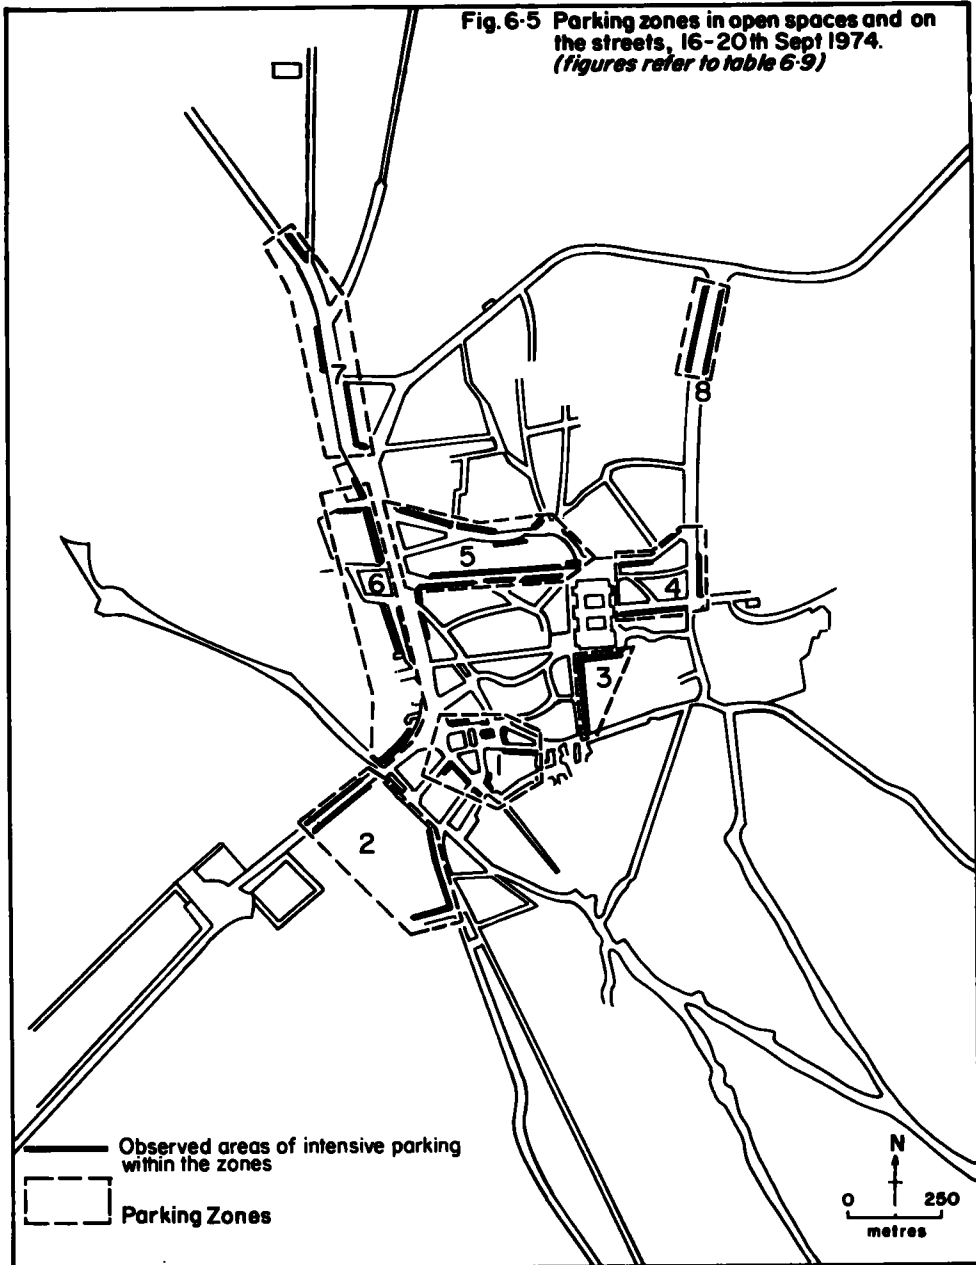 Fig. 6·5 Parking zones in open spaces and on
the streets, 16-20th Sept 1974.
(figures refer to table 6·9)
7
8
5
6
4
3
1
2
Observed areas of intensive parking
within the zones
Parking Zones
N
0 250
metres